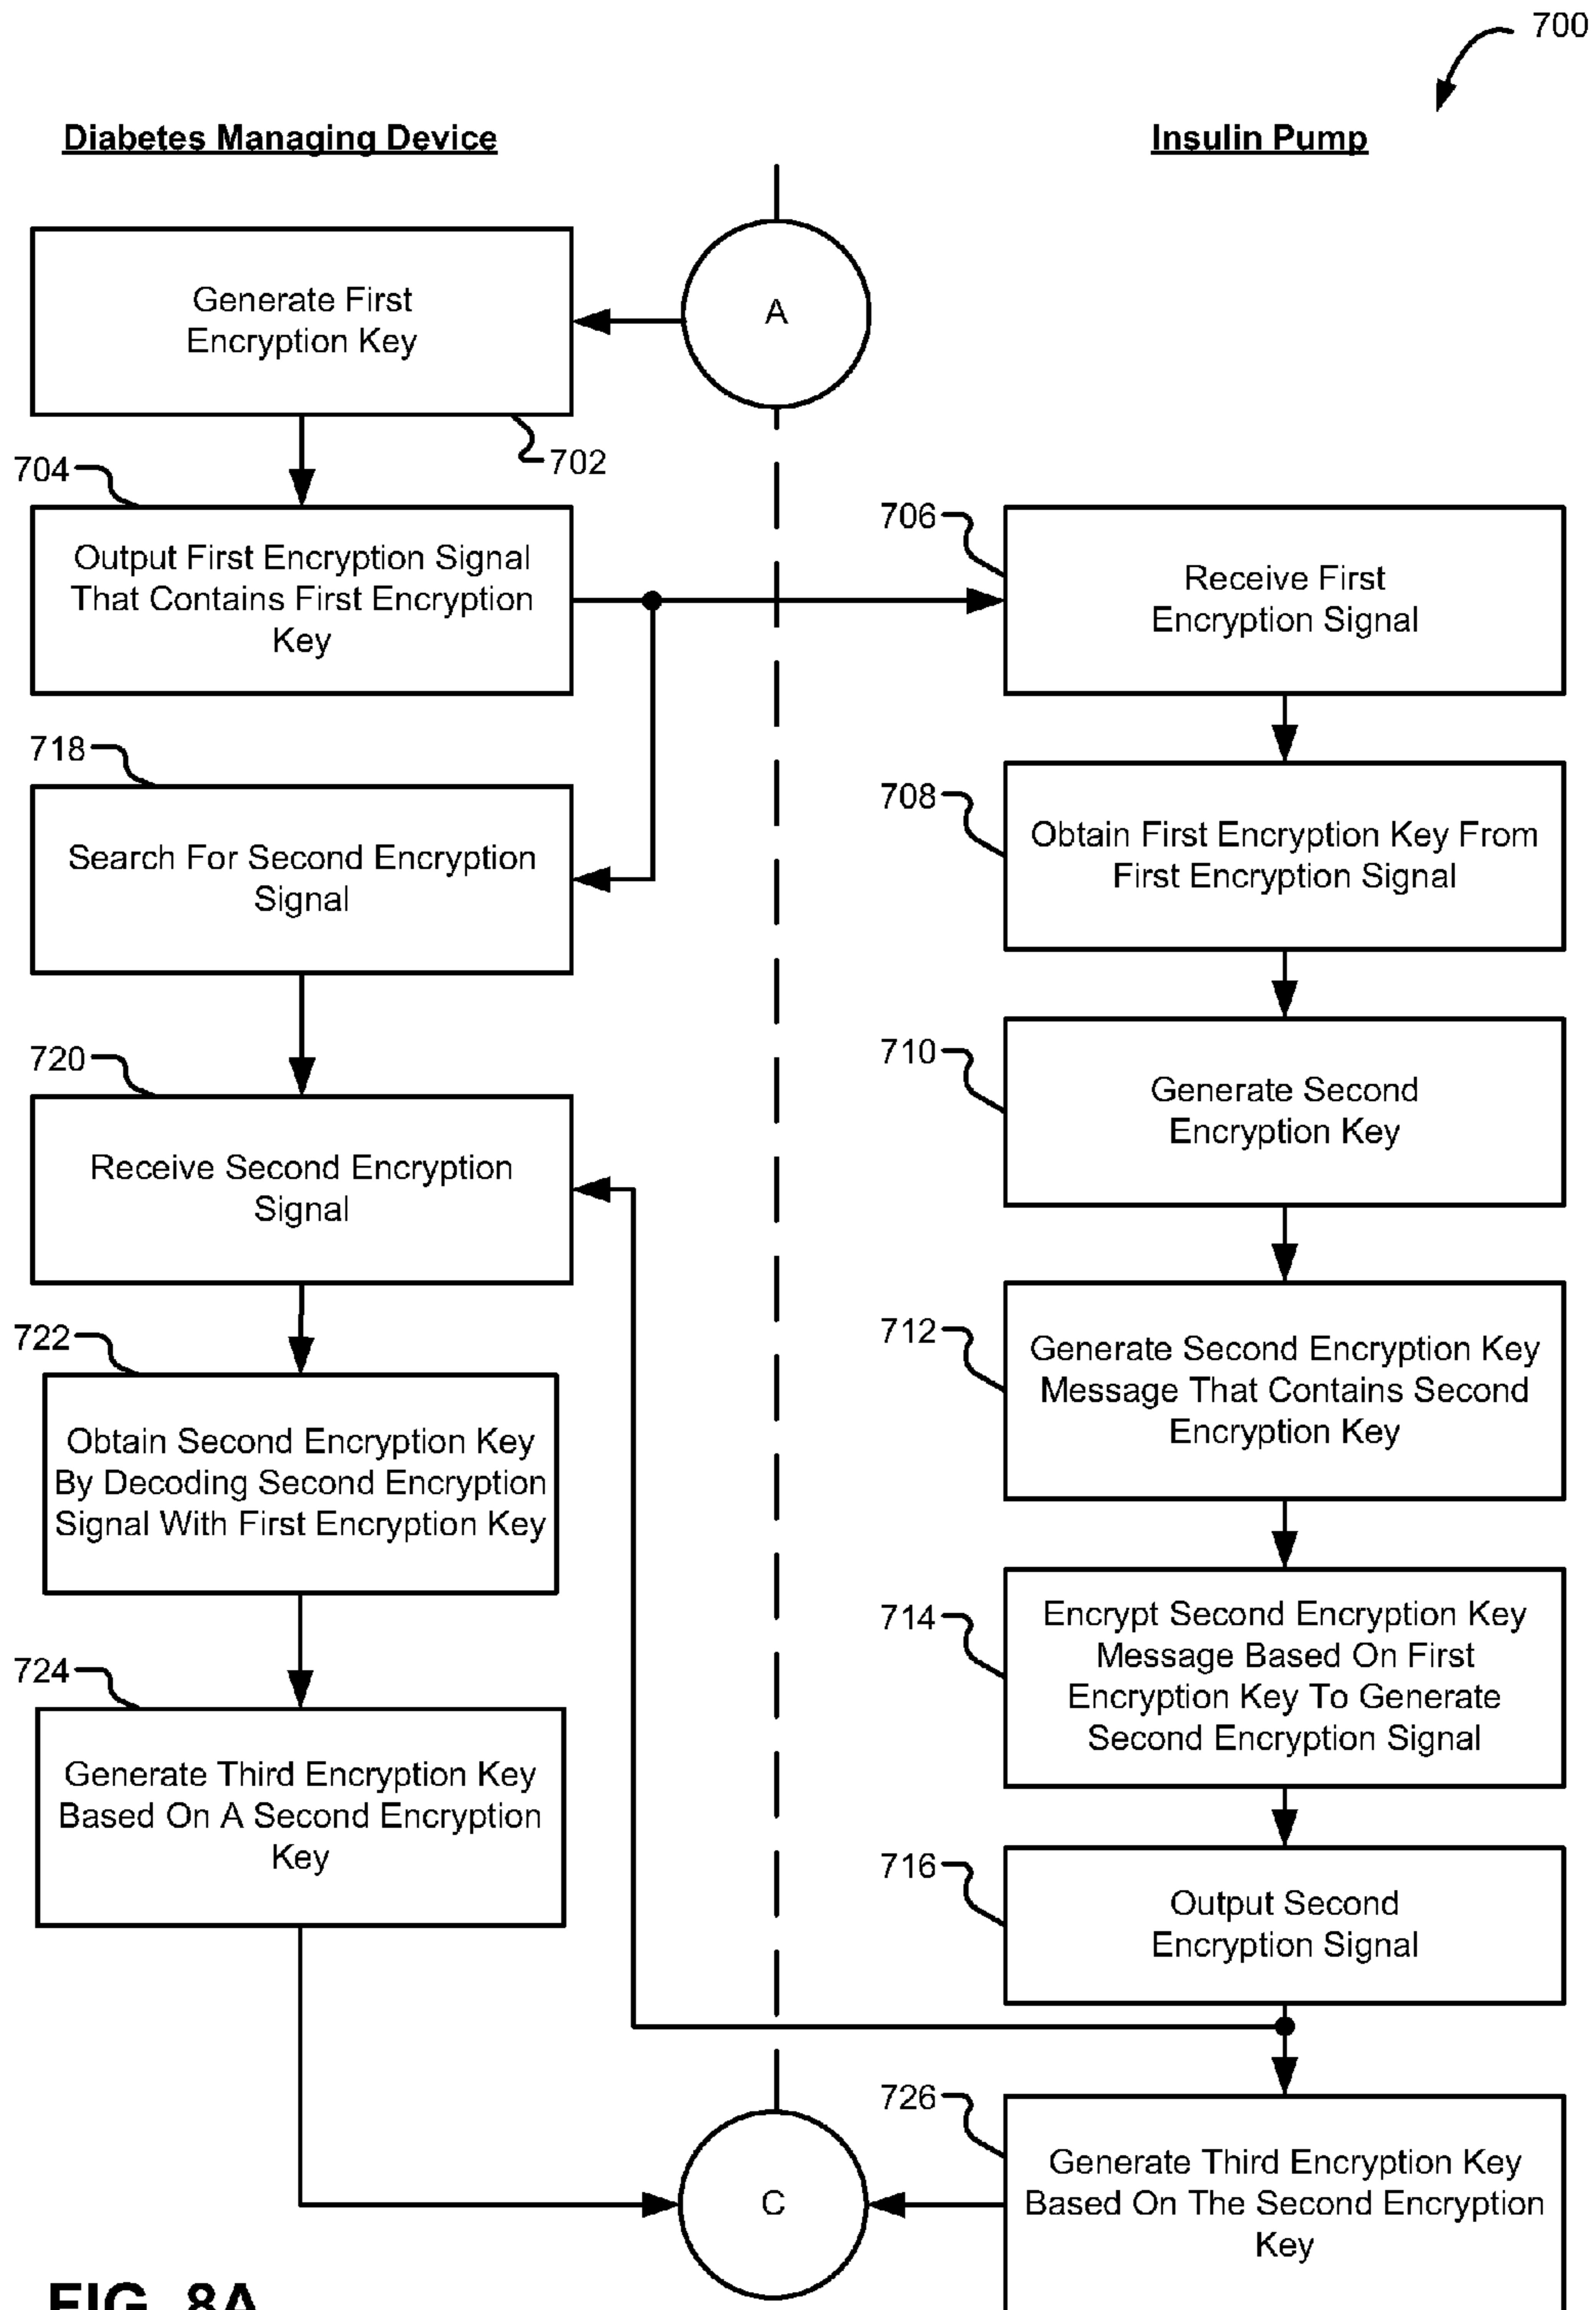 700
Diabetes Managing Device
Insulin Pump
Generate First
Encryption Key
A
702
704
Output First Encryption Signal
That Contains First Encryption
Key
706
Receive First
Encryption Signal
718
Search For Second Encryption
Signal
708
Obtain First Encryption Key From
First Encryption Signal
710
Generate Second
Encryption Key
720
Receive Second Encryption
Signal
712
Generate Second Encryption Key
Message That Contains Second
Encryption Key
722
Obtain Second Encryption Key
By Decoding Second Encryption
Signal With First Encryption Key
714
Encrypt Second Encryption Key
Message Based On First
Encryption Key To Generate
Second Encryption Signal
724
Generate Third Encryption Key
Based On A Second Encryption
Key
716
Output Second
Encryption Signal
726
Generate Third Encryption Key
Based On The Second Encryption
Key
C
FIG. 8A